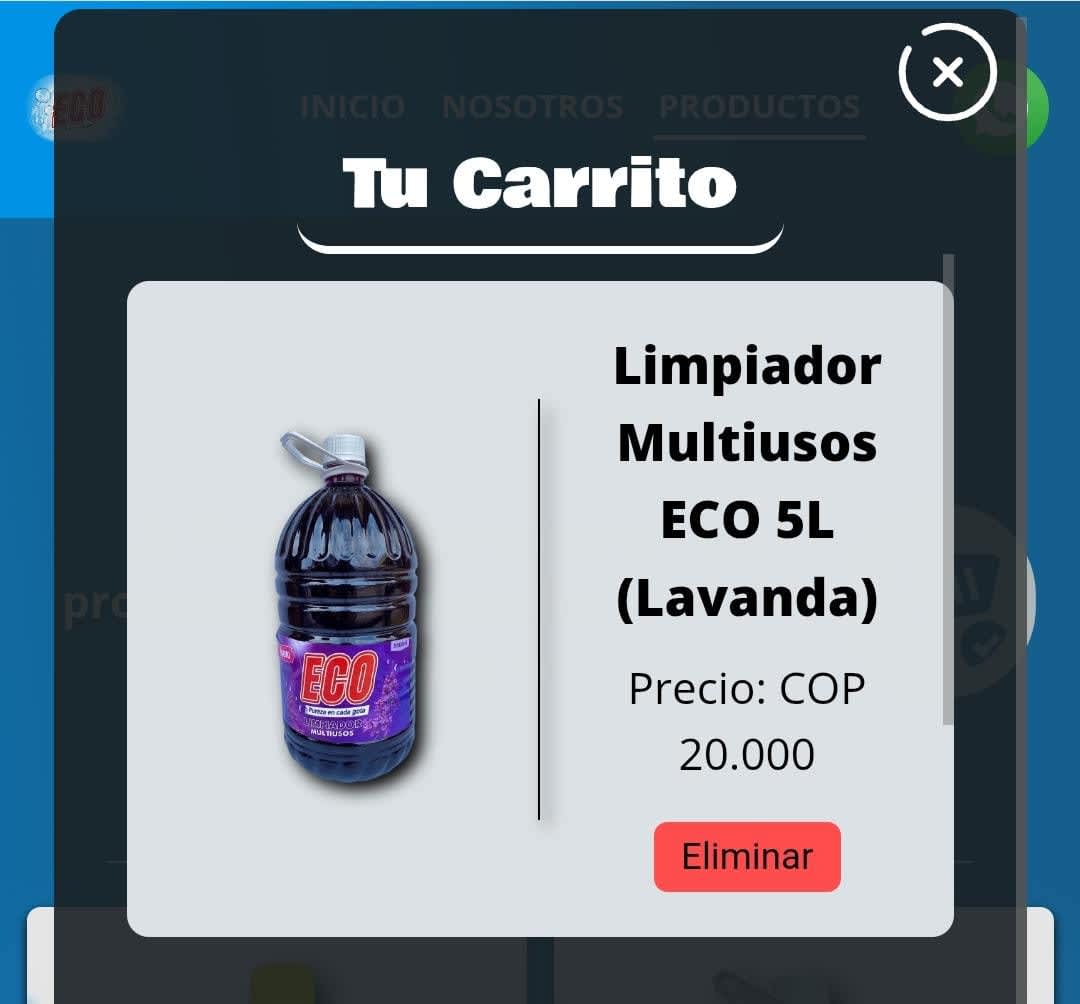 ECO
INICIO NOSOTROS PRODUCTOS
Tu Carrito
Limpiador
Multiusos
ECO 5L
(Lavanda)
Precio: COP
20.000
Eliminar
ECO
Pureza en cada gota
LIMPIADOR
MULTIUSOS
pro